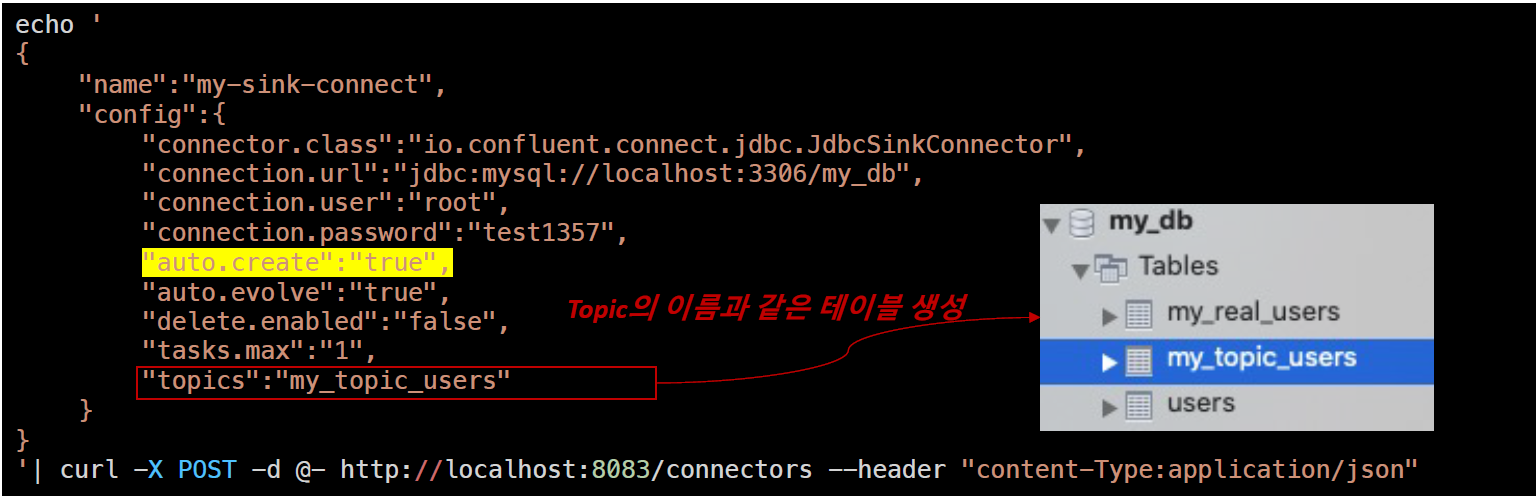 echo '
{
"name":"my-sink-connect",
"config":{
"connector.class":"io.confluent.connect.jdbc.JdbcSinkConnector",
"connection.url":"jdbc:mysql://localhost:3306/my_db",
"connection.user":"root",
"connection.password":"test1357",
"auto.create":"true",
"auto.evolve":"true",
"delete.enabled":"false",
"tasks.max":"1",
"topics":"my_topic_users"
}
}
'| curl -X POST -d @- http://localhost:8083/connectors --header "content-Type:application/json"
Topic의 이름과 같은 테이블 생성
my_db
Tables
my_real_users
my_topic_users
users